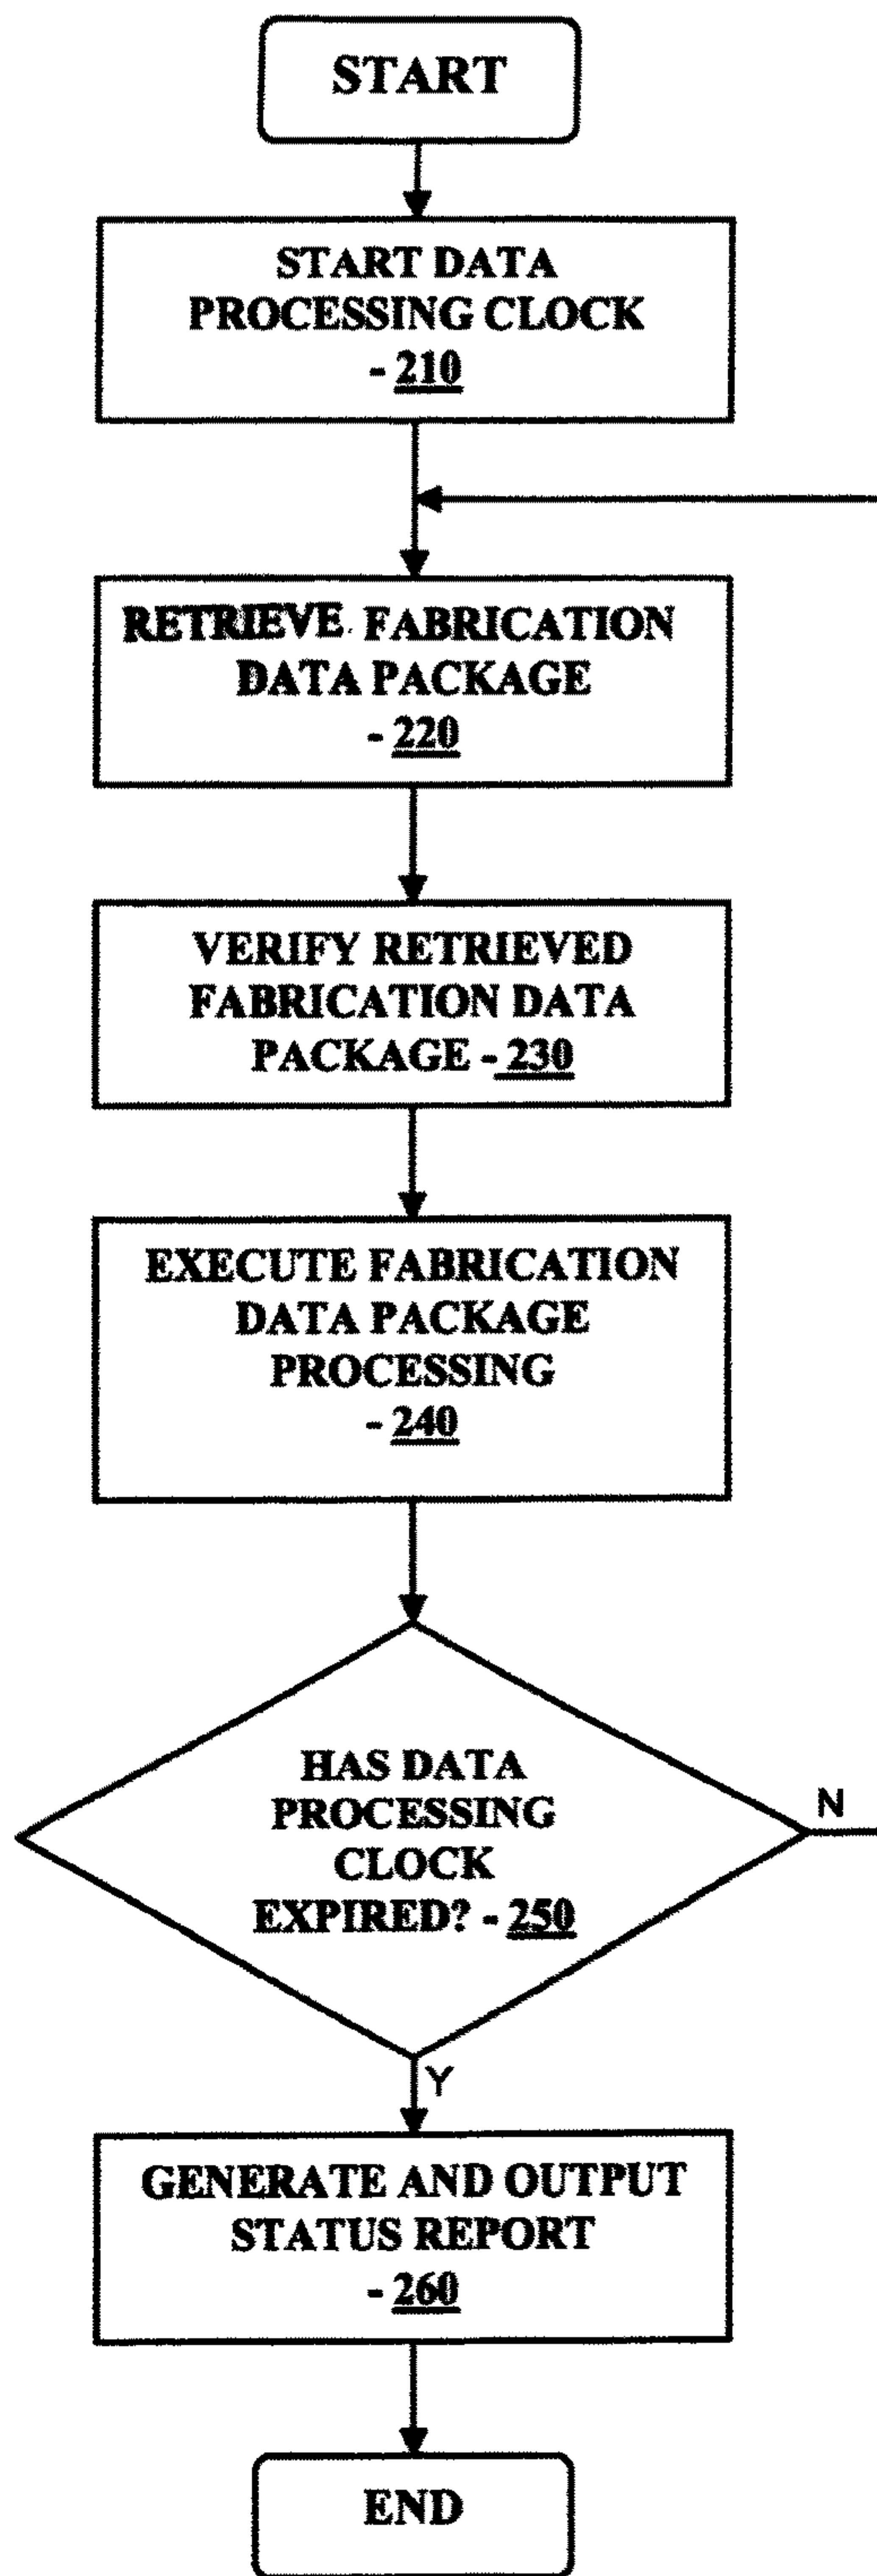 START
START DATA
PROCESSING CLOCK
- 210
RETRIEVE FABRICATION
DATA PACKAGE
- 220
VERIFY RETRIEVED
FABRICATION DATA
PACKAGE - 230
EXECUTE FABRICATION
DATA PACKAGE
PROCESSING
- 240
HAS DATA
PROCESSING
CLOCK
EXPIRED? - 250
N
Y
GENERATE AND OUTPUT
STATUS REPORT
- 260
END